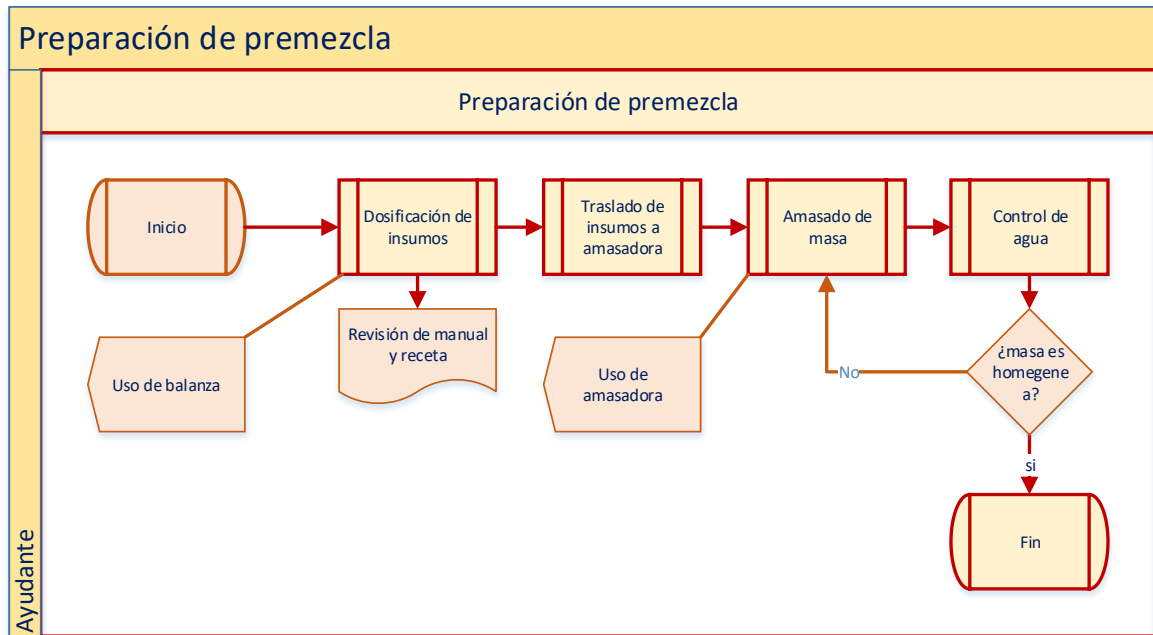 Preparación de premezcla
Preparación de premezcla
Ayudante
Inicio
Dosificación de
insumos
Traslado de
insumos a
amasadora
Amasado de
masa
Control de
agua
Uso de balanza
Revisión de manual
y receta
Uso de
amasadora
No
¿masa es
homegene
a?
si
Fin